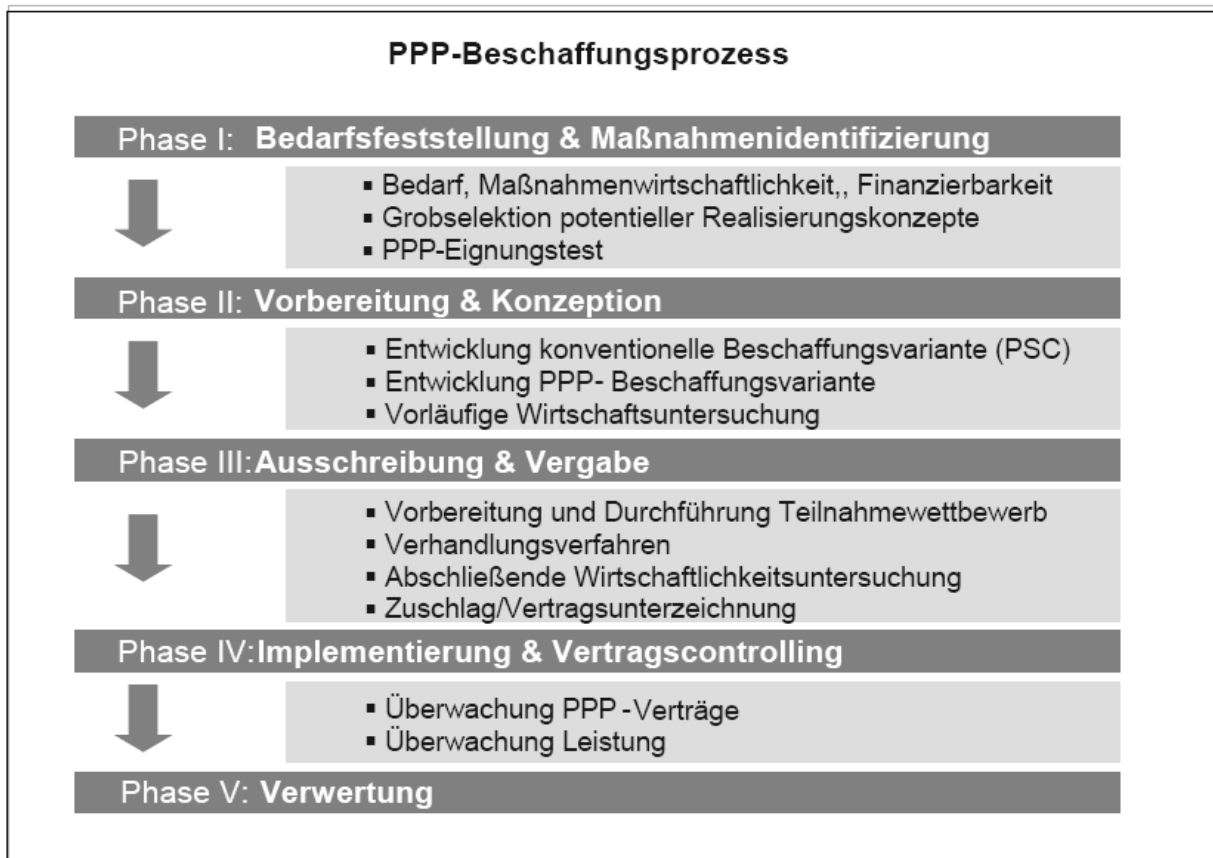 PPP-Beschaffungsprozess
Phase I: Bedarfsfeststellung & Maßnahmenidentifizierung
▪ Bedarf, Maßnahmenwirtschaftlichkeit,, Finanzierbarkeit
▪ Grobselektion potentieller Realisierungskonzepte
▪ PPP-Eignungstest
Phase II: Vorbereitung & Konzeption
▪ Entwicklung konventionelle Beschaffungsvariante (PSC)
▪ Entwicklung PPP- Beschaffungsvariante
▪ Vorläufige Wirtschaftsuntersuchung
Phase III: Ausschreibung & Vergabe
▪ Vorbereitung und Durchführung Teilnahmewettbewerb
▪ Verhandlungsverfahren
▪ Abschließende Wirtschaftlichkeitsuntersuchung
▪ Zuschlag/Vertragsunterzeichnung
Phase IV: Implementierung & Vertragscontrolling
▪ Überwachung PPP -Verträge
▪ Überwachung Leistung
Phase V: Verwertung